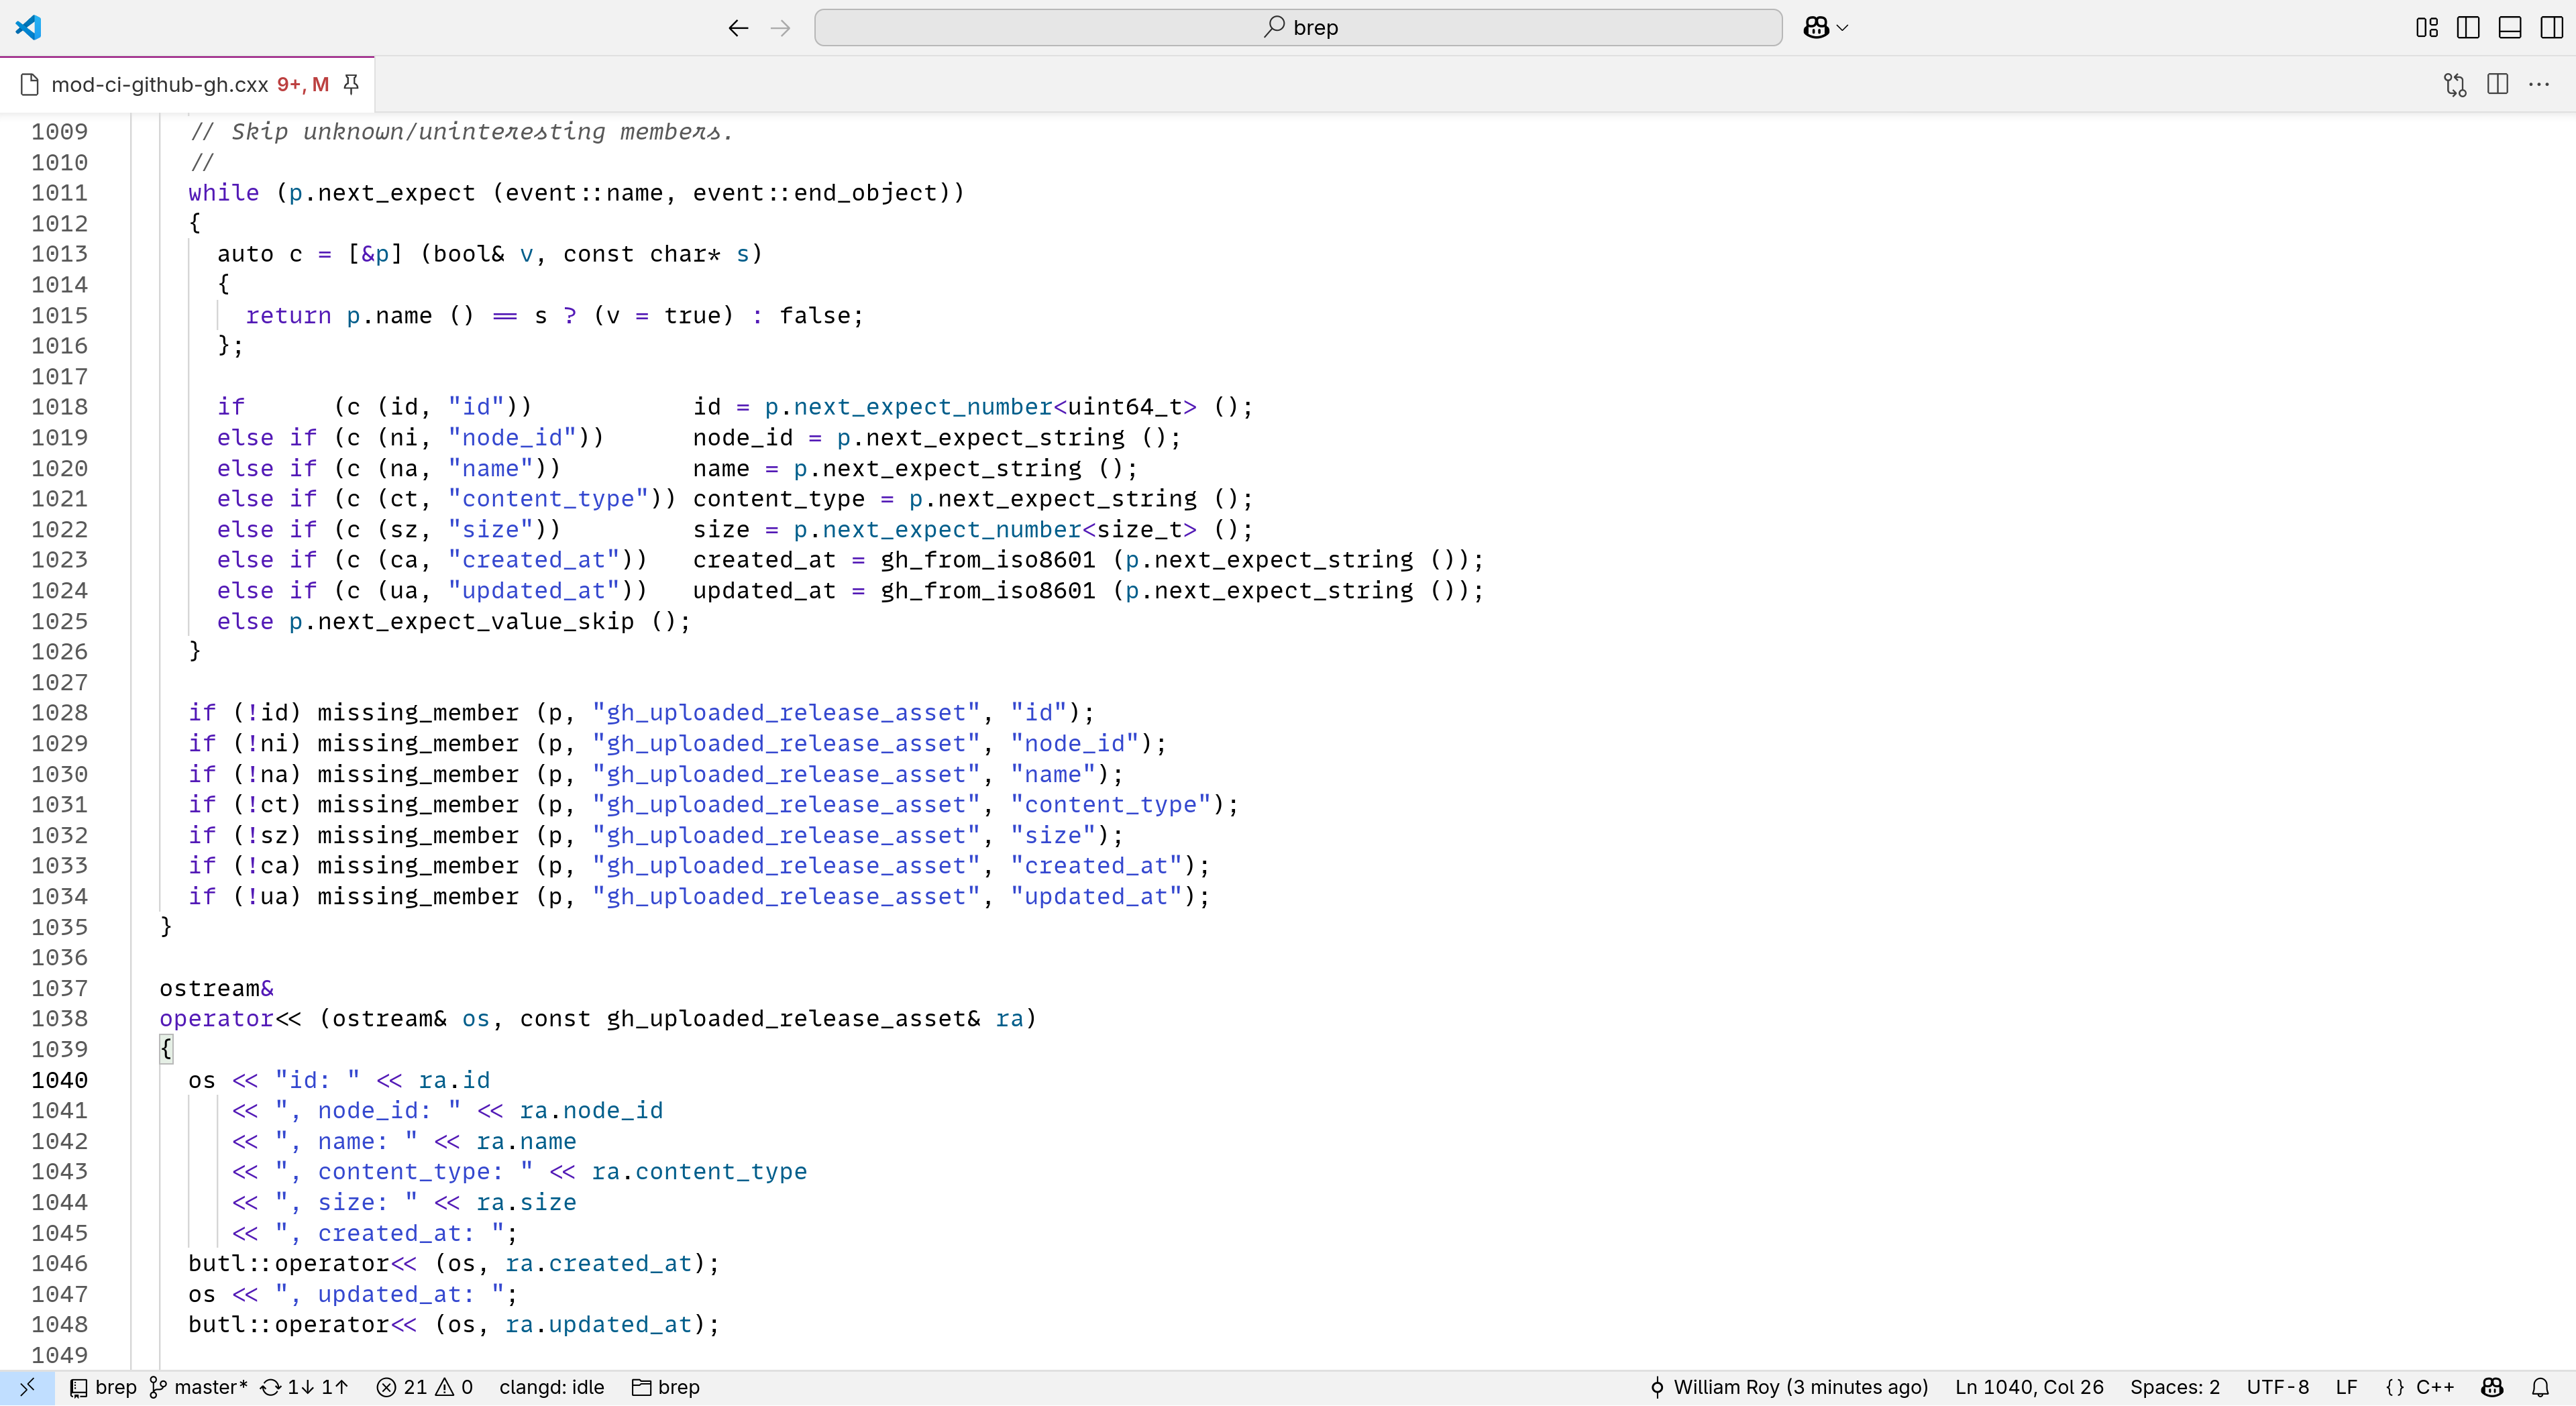 brep
mod-ci-github-gh.cxx 9+, M
1009 // Skip unknown/uninteresting members.
1010 //
1011 while (p.next_expect (event::name, event::end_object))
1012 {
1013 auto c = [&p] (bool& v, const char* s)
1014 {
1015 return p.name () == s ? (v = true) : false;
1016 };
1017
1018 if      (c (id, "id"))           id = p.next_expect_number<uint64_t> ();
1019 else if (c (ni, "node_id"))      node_id = p.next_expect_string ();
1020 else if (c (na, "name"))         name = p.next_expect_string ();
1021 else if (c (ct, "content_type")) content_type = p.next_expect_string ();
1022 else if (c (sz, "size"))         size = p.next_expect_number<size_t> ();
1023 else if (c (ca, "created_at"))   created_at = gh_from_iso8601 (p.next_expect_string ());
1024 else if (c (ua, "updated_at"))   updated_at = gh_from_iso8601 (p.next_expect_string ());
1025 else p.next_expect_value_skip ();
1026 }
1027
1028 if (!id) missing_member (p, "gh_uploaded_release_asset", "id");
1029 if (!ni) missing_member (p, "gh_uploaded_release_asset", "node_id");
1030 if (!na) missing_member (p, "gh_uploaded_release_asset", "name");
1031 if (!ct) missing_member (p, "gh_uploaded_release_asset", "content_type");
1032 if (!sz) missing_member (p, "gh_uploaded_release_asset", "size");
1033 if (!ca) missing_member (p, "gh_uploaded_release_asset", "created_at");
1034 if (!ua) missing_member (p, "gh_uploaded_release_asset", "updated_at");
1035 }
1036
1037 ostream&
1038 operator<< (ostream& os, const gh_uploaded_release_asset& ra)
1039 {
1040 os << "id: " << ra.id
1041 << ", node_id: " << ra.node_id
1042 << ", name: " << ra.name
1043 << ", content_type: " << ra.content_type
1044 << ", size: " << ra.size
1045 << ", created_at: ";
1046 butl::operator<< (os, ra.created_at);
1047 os << ", updated_at: ";
1048 butl::operator<< (os, ra.updated_at);
1049
brep master* 1↓ 1↑ 21 0 clangd: idle brep William Roy (3 minutes ago) Ln 1040, Col 26 Spaces: 2 UTF-8 LF {} C++